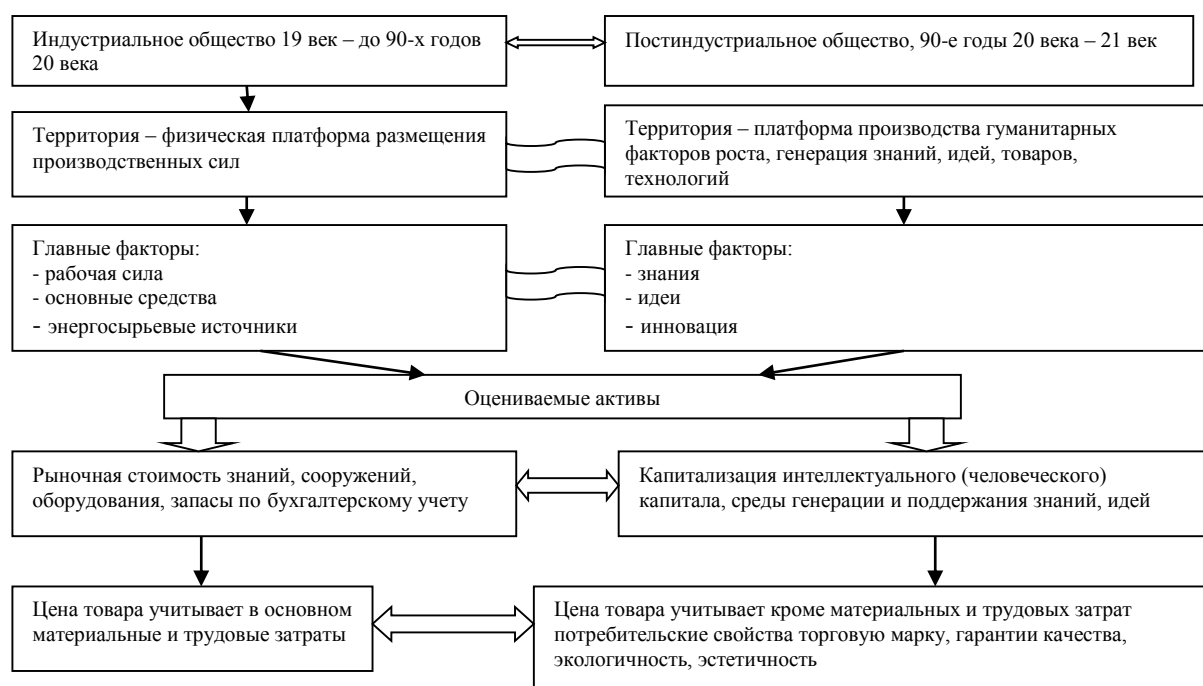 Индустриальное общество 19 век – до 90-х годов
20 века
Постиндустриальное общество, 90-е годы 20 века – 21 век
Территория – физическая платформа размещения
производственных сил
Территория – платформа производства гуманитарных
факторов роста, генерация знаний, идей, товаров,
технологий
Главные факторы:
- рабочая сила
- основные средства
- энергосырьевые источники
Главные факторы:
- знания
- идеи
- инновация
Оцениваемые активы
Рыночная стоимость знаний, сооружений,
оборудования, запасы по бухгалтерскому учету
Капитализация интеллектуального (человеческого)
капитала, среды генерации и поддержания знаний, идей
Цена товара учитывает в основном
материальные и трудовые затраты
Цена товара учитывает кроме материальных и трудовых затрат
потребительские свойства торговую марку, гарантии качества,
экологичность, эстетичность